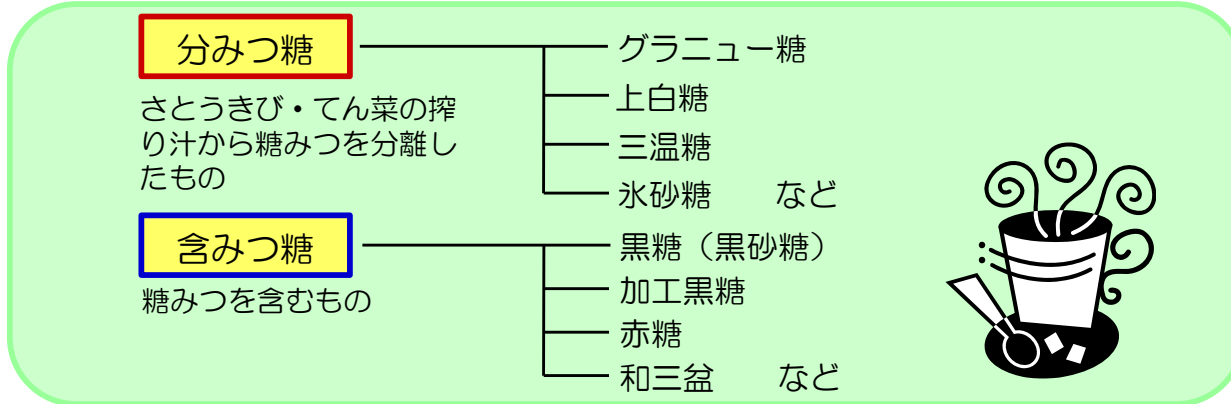 分みつ糖
さとうきび・てん菜の搾
り汁から糖みつを分離し
たもの
グラニュー糖
上白糖
三温糖
氷砂糖　　など
含みつ糖
糖みつを含むもの
黒糖（黒砂糖）
加工黒糖
赤糖
和三盆　　など